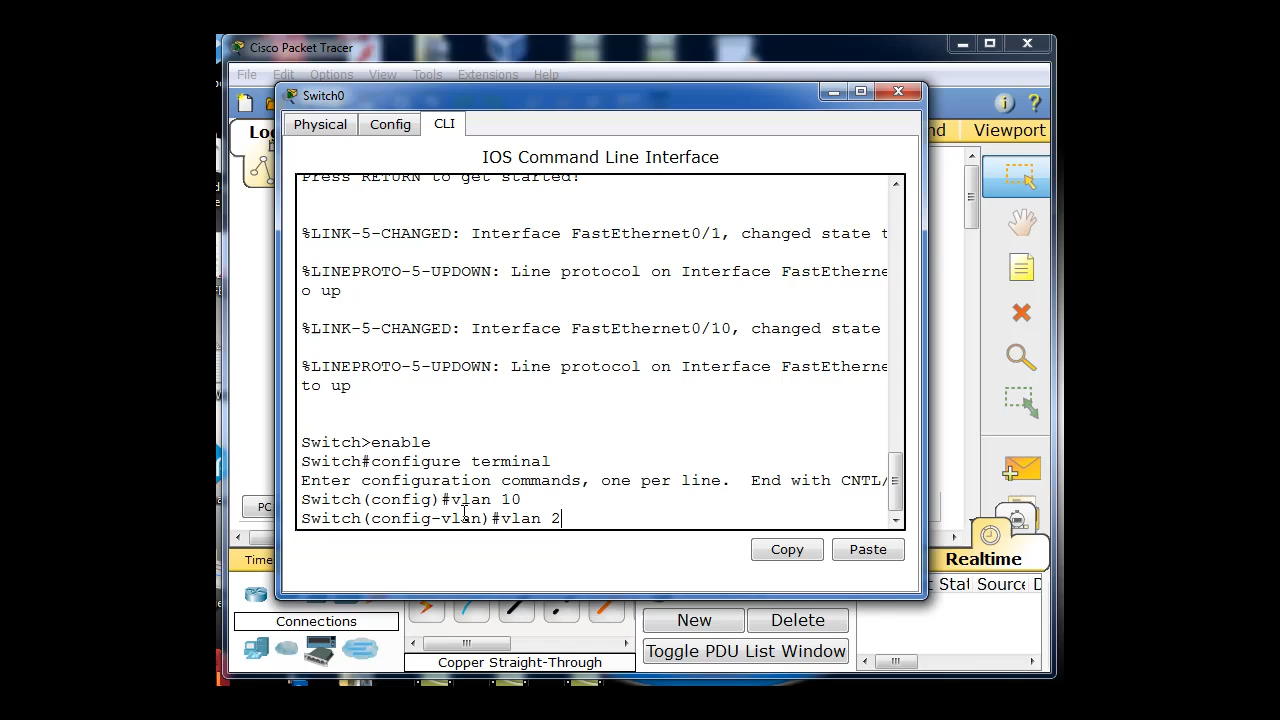 Cisco Packet Tracer
File Edit Options View Tools Extensions Help
Switch0
Physical Config CLI
Viewport
IOS Command Line Interface
Press RETURN to get started!
%LINK-5-CHANGED: Interface FastEthernet0/1, changed state t
%LINEPROTO-5-UPDOWN: Line protocol on Interface FastEtherne
o up
%LINK-5-CHANGED: Interface FastEthernet0/10, changed state
%LINEPROTO-5-UPDOWN: Line protocol on Interface FastEtherne
to up
Switch>enable
Switch#configure terminal
Enter configuration commands, one per line.  End with CNTL/
Switch(config)#vlan 10
Switch(config-vlan)#vlan 2
PC
Copy Paste
Time
Realtime
Stat Source D
Connections
New Delete
Toggle PDU List Window
Copper Straight-Through